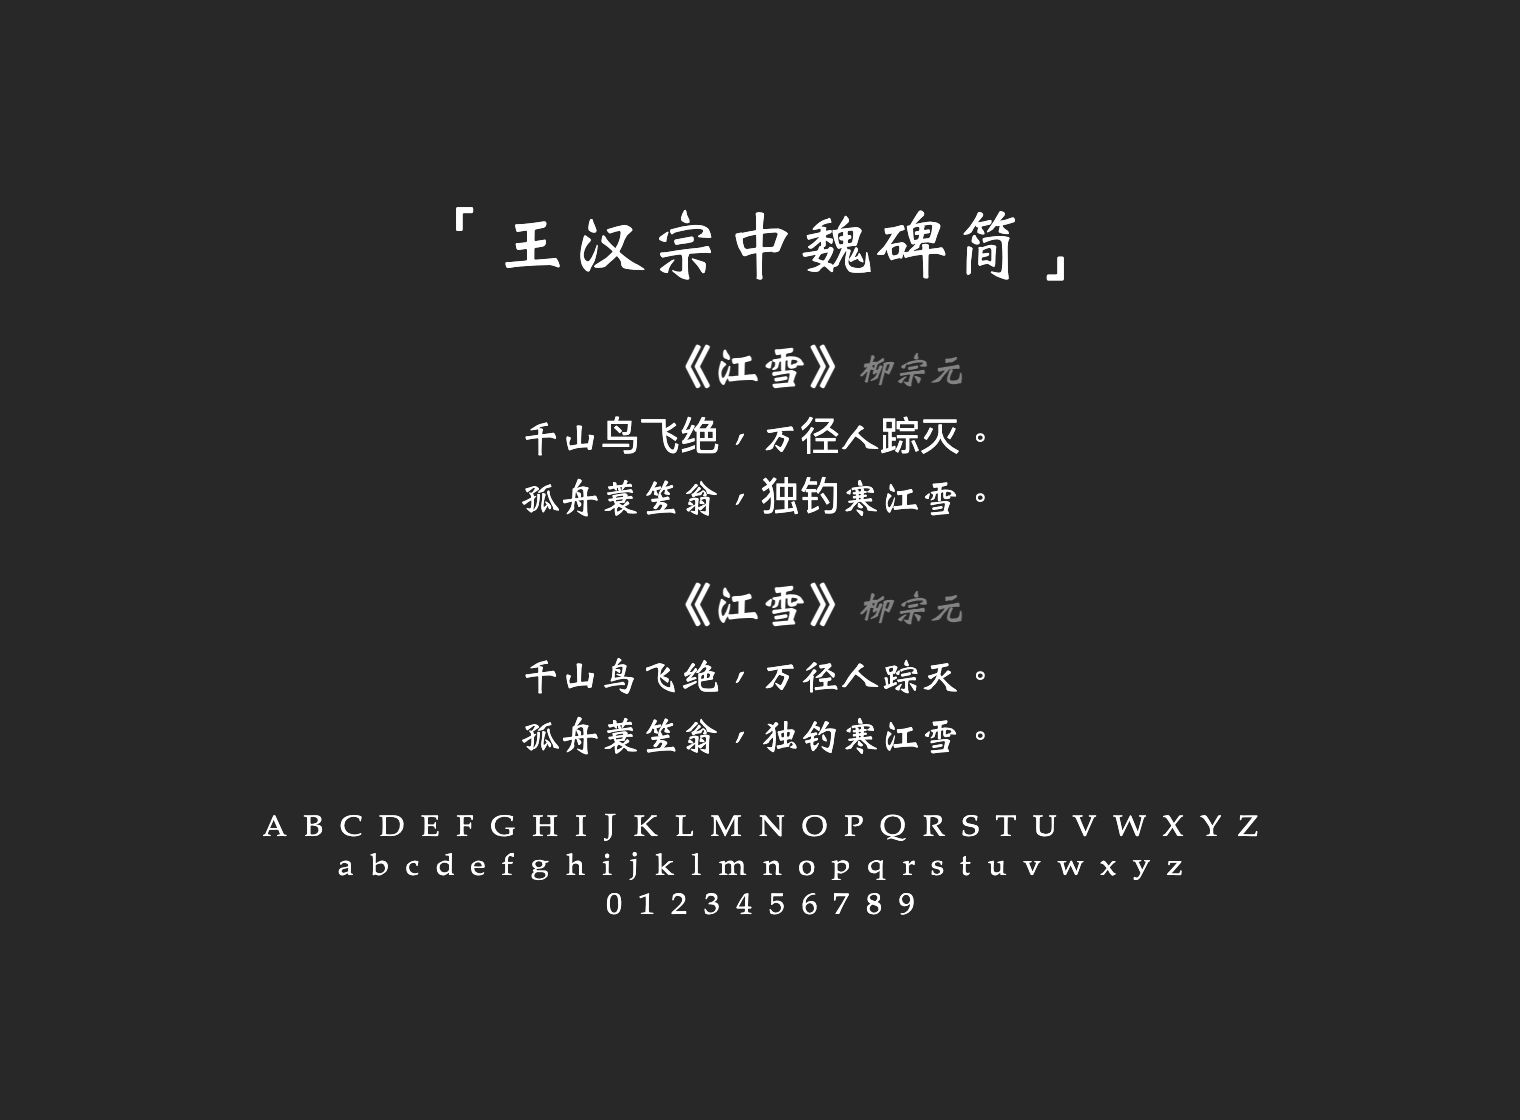 「王汉宗中魏碑简」
《江雪》柳宗元
千山鸟飞绝，万径人踪灭。
孤舟蓑笠翁，独钓寒江雪。
《江雪》柳宗元
千山鸟飞绝，万径人踪灭。
孤舟蓑笠翁，独钓寒江雪。
A B C D E F G H I J K L M N O P Q R S T U V W X Y Z
a b c d e f g h i j k l m n o p q r s t u v w x y z
0 1 2 3 4 5 6 7 8 9